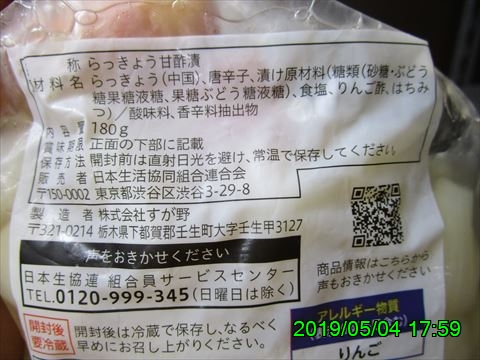 称 らっきょう甘酢漬
材料名 らっきょう(中国)、唐辛子、漬け原材料(糖類(砂糖・ぶどう
糖果糖液糖、果糖ぶどう糖液糖)、食塩、りんご酢、はちみ
つ)／酸味料、香辛料抽出物
内容量 180g
賞味期限 正面の下部に記載
保存方法 開封前は直射日光を避け、常温で保存してください。
販売者 日本生活協同組合連合会
〒150-0002 東京都渋谷区渋谷3-29-8
製造者 株式会社すが野
〒321-0214 栃木県下都賀郡壬生町大字壬生甲3127
声をおきかせください
日本生協連 組合員サービスセンター
TEL.0120-999-345(日曜日は除く)
商品情報はこちらから
ご覧いただけます。
開封後
要冷蔵
開封後は冷蔵で保存し、なるべく
早めにお召し上がりください。
アレルギー物質
りんご
2019/05/04 17:59